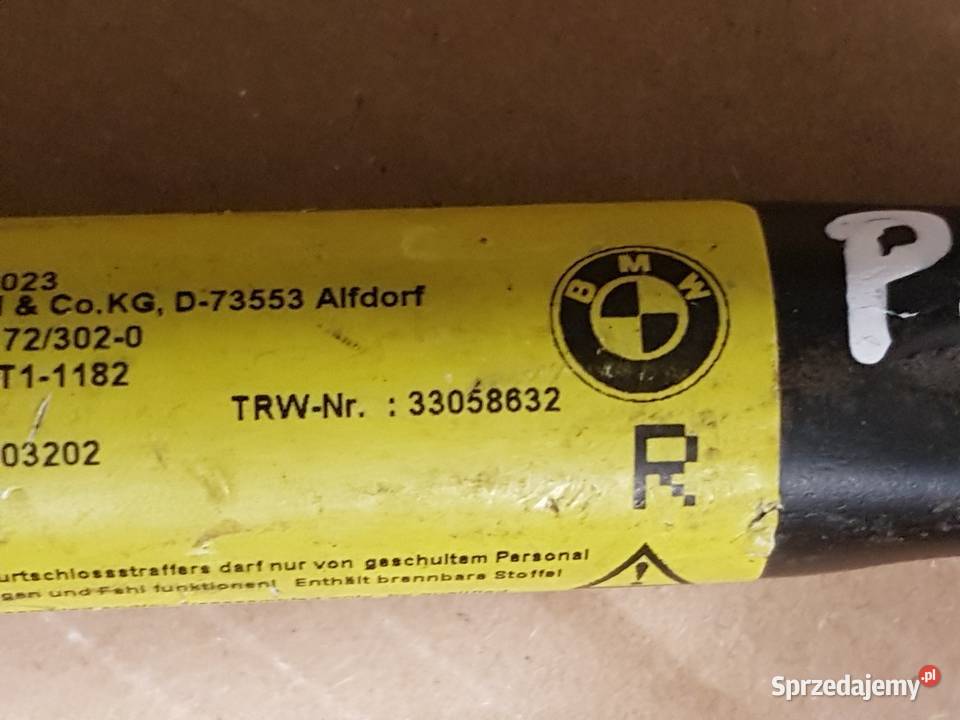 023
& Co.KG, D-73553 Alfdorf
72/302-0
T1-1182
TRW-Nr. : 33058632
03202
BMW
R
P
urtschlossstraffers darf nur von geschultem Personal
gen und Fehl funktionen! Enthält brennbare Stoffe!
Sprzedajemy.pl